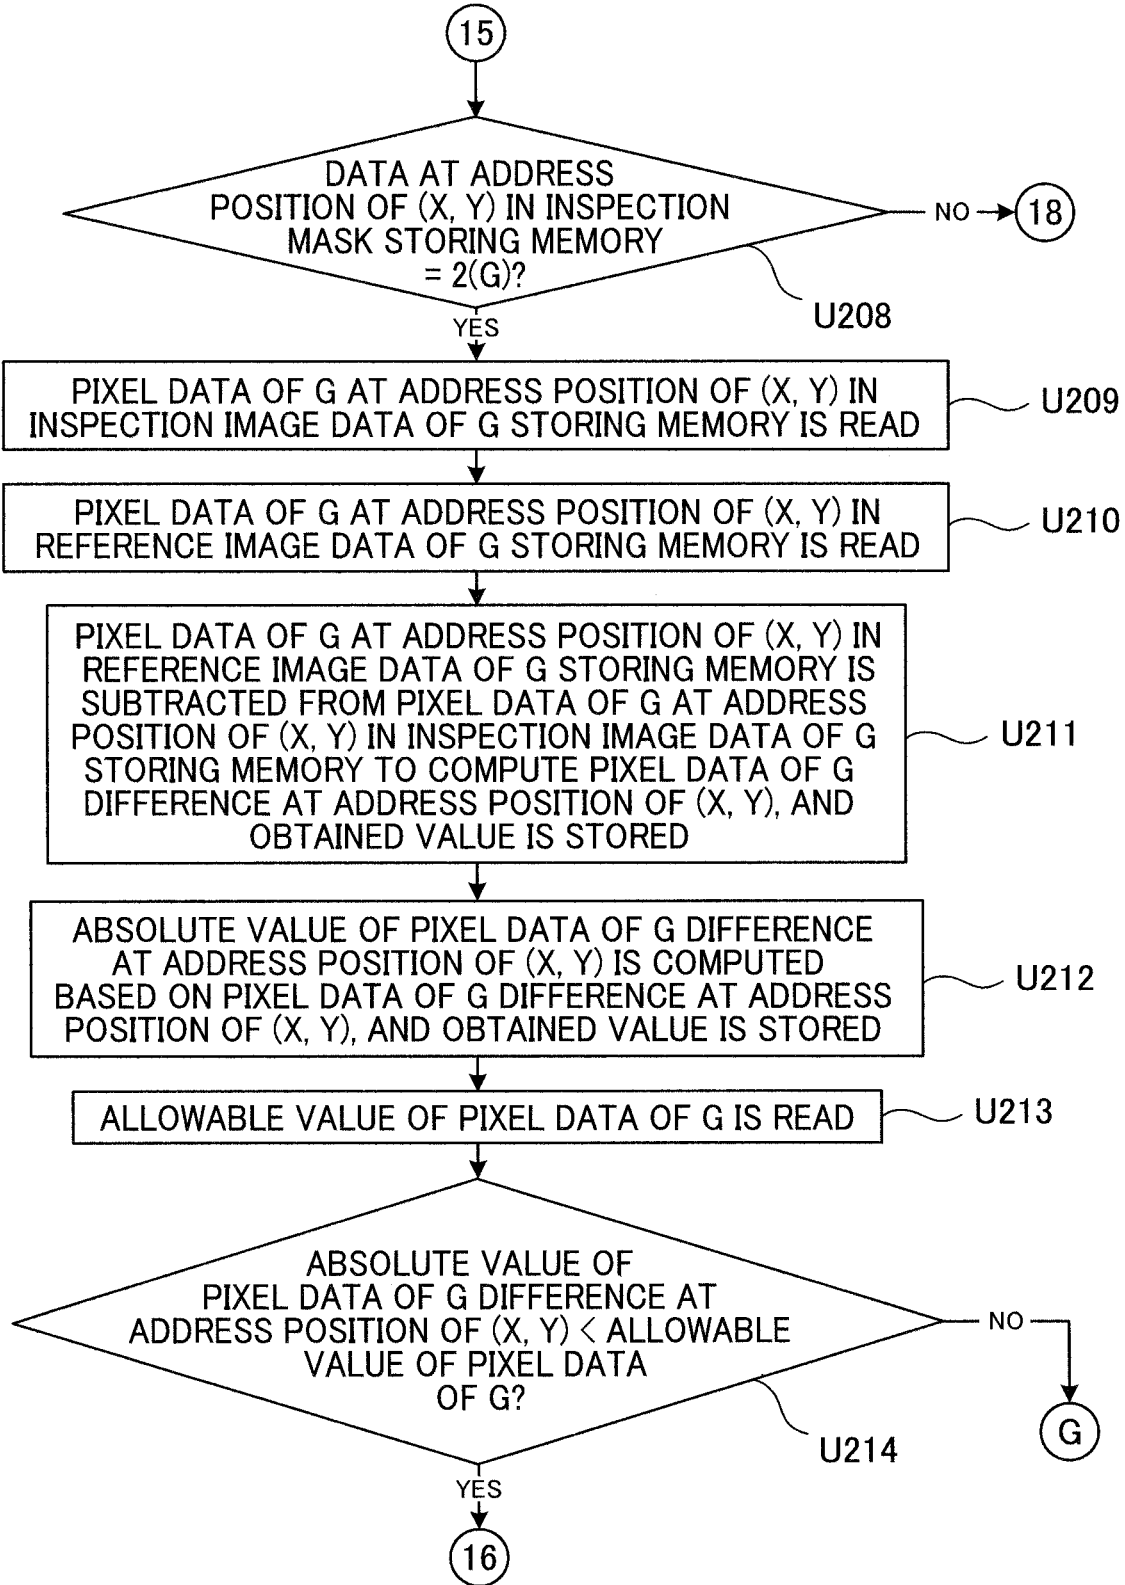 15
DATA AT ADDRESS
POSITION OF (X, Y) IN INSPECTION
MASK STORING MEMORY
= 2(G)?
NO
18
U208
YES
PIXEL DATA OF G AT ADDRESS POSITION OF (X, Y) IN
INSPECTION IMAGE DATA OF G STORING MEMORY IS READ
U209
PIXEL DATA OF G AT ADDRESS POSITION OF (X, Y) IN
REFERENCE IMAGE DATA OF G STORING MEMORY IS READ
U210
PIXEL DATA OF G AT ADDRESS POSITION OF (X, Y) IN
REFERENCE IMAGE DATA OF G STORING MEMORY IS
SUBTRACTED FROM PIXEL DATA OF G AT ADDRESS
POSITION OF (X, Y) IN INSPECTION IMAGE DATA OF G
STORING MEMORY TO COMPUTE PIXEL DATA OF G
DIFFERENCE AT ADDRESS POSITION OF (X, Y), AND
OBTAINED VALUE IS STORED
U211
ABSOLUTE VALUE OF PIXEL DATA OF G DIFFERENCE
AT ADDRESS POSITION OF (X, Y) IS COMPUTED
BASED ON PIXEL DATA OF G DIFFERENCE AT ADDRESS
POSITION OF (X, Y), AND OBTAINED VALUE IS STORED
U212
ALLOWABLE VALUE OF PIXEL DATA OF G IS READ
U213
ABSOLUTE VALUE OF
PIXEL DATA OF G DIFFERENCE AT
ADDRESS POSITION OF (X, Y) < ALLOWABLE
VALUE OF PIXEL DATA
OF G?
NO
G
U214
YES
16